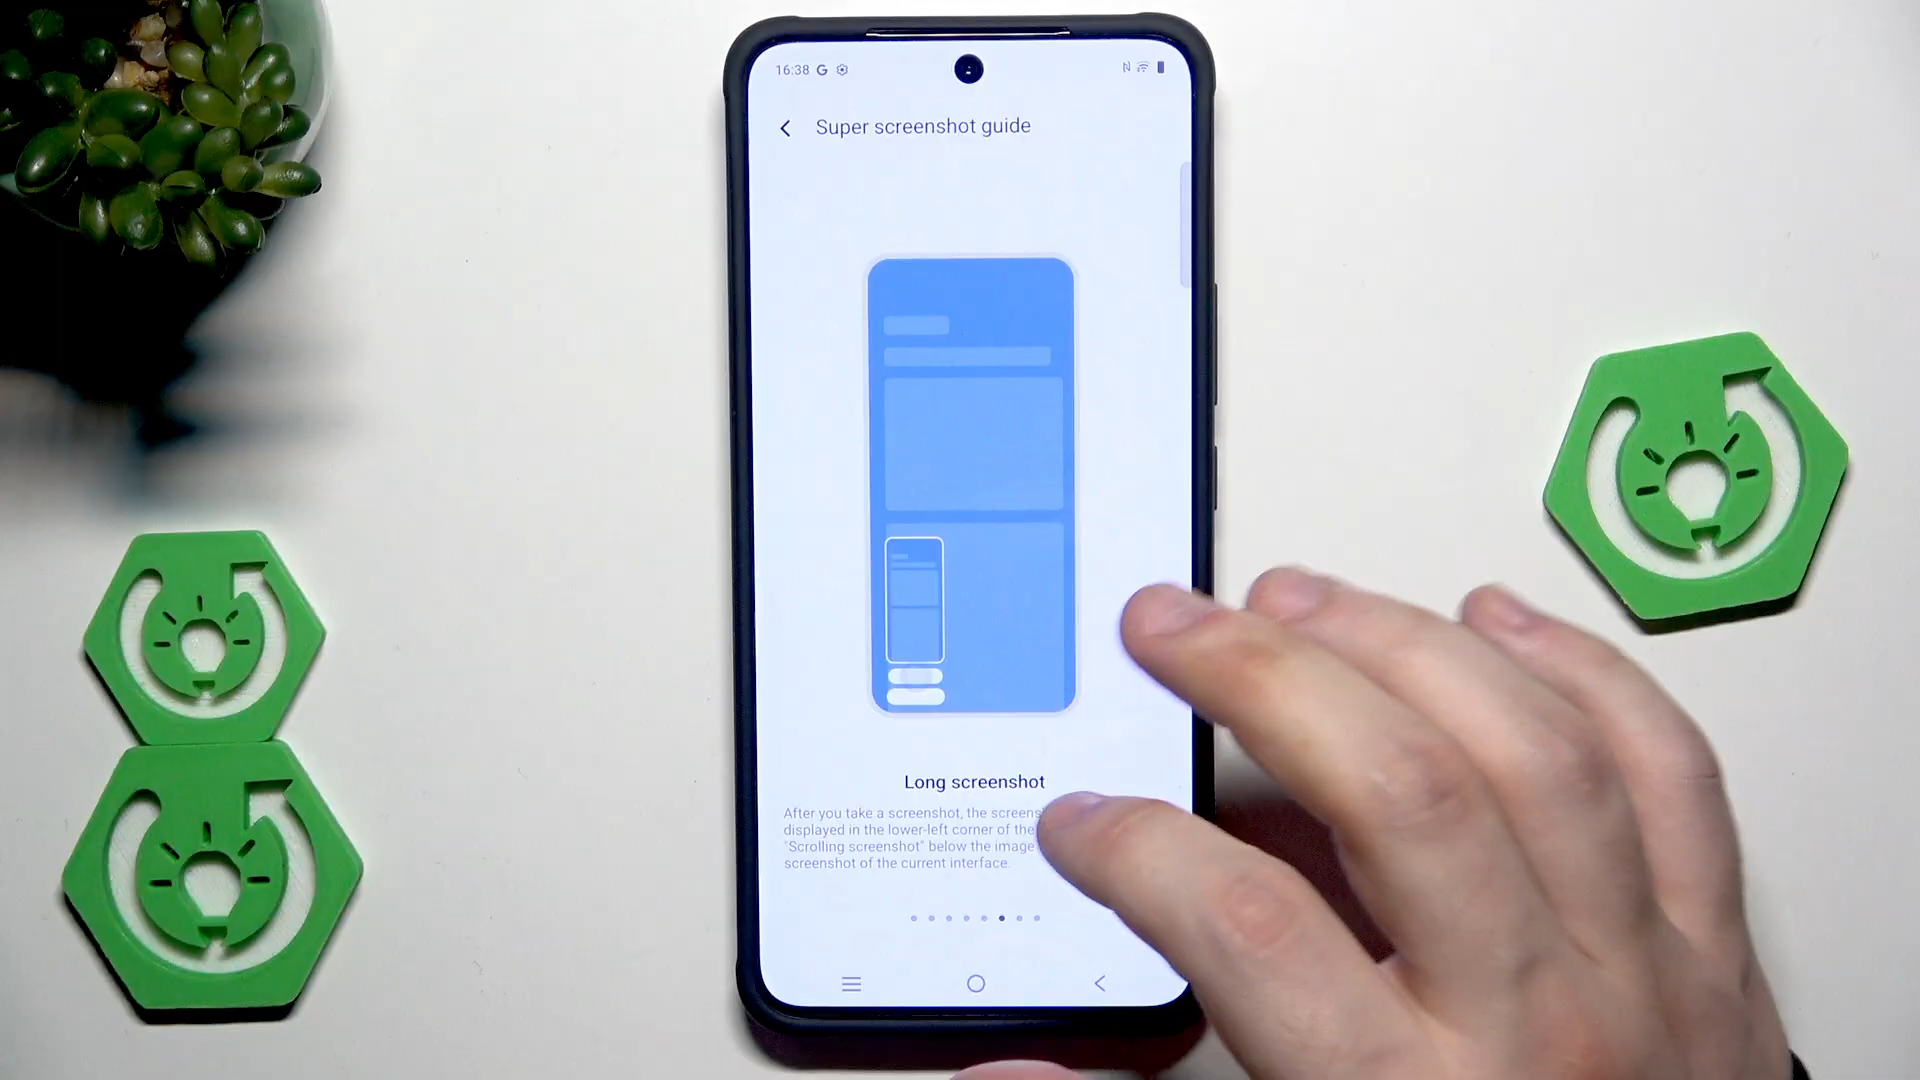 16:38 G
Super screenshot guide
Long screenshot
After you take a screenshot, the
displayed in the lower-left corner of the
"Scrolling screenshot" below the image
screenshot of the current interface.